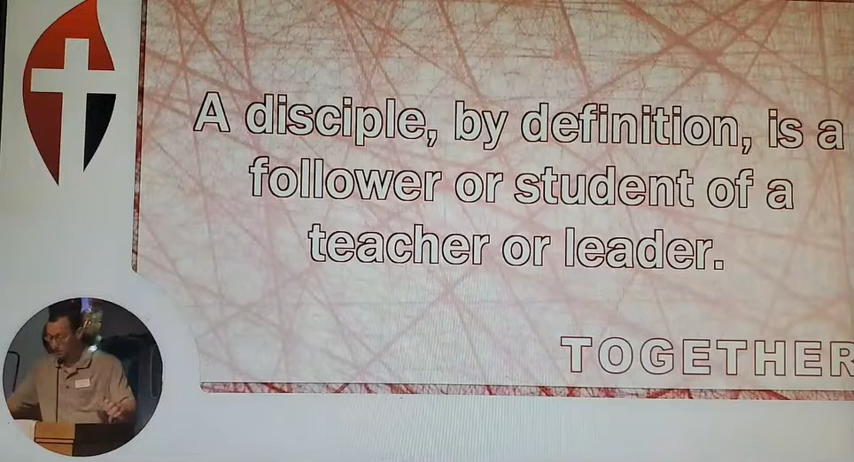 A disciple, by definition, is a
follower or student of a
teacher or leader.
TOGETHER